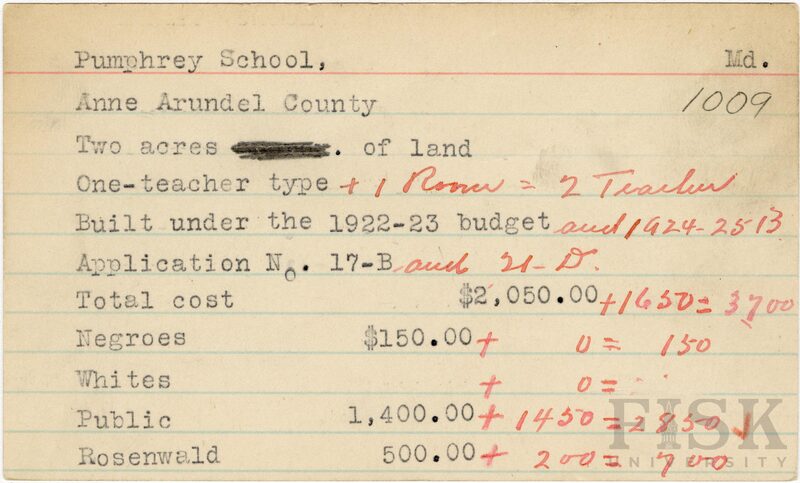 Pumphrey School, Md.
Anne Arundel County 1009
Two acres . of land
One-teacher type + 1 Room = 2 Teacher
Built under the 1922-23 budget and 1924-25 B
Application No. 17-B and 21-D.
Total cost $2,050.00 + 1650 = 3700
Negroes $150.00 + 0 = 150
Whites + 0 =
Public 1,400.00 + 1450 = 2850 ✓
Rosenwald 500.00 + 200 = 700
FISK
UNIVERSITY